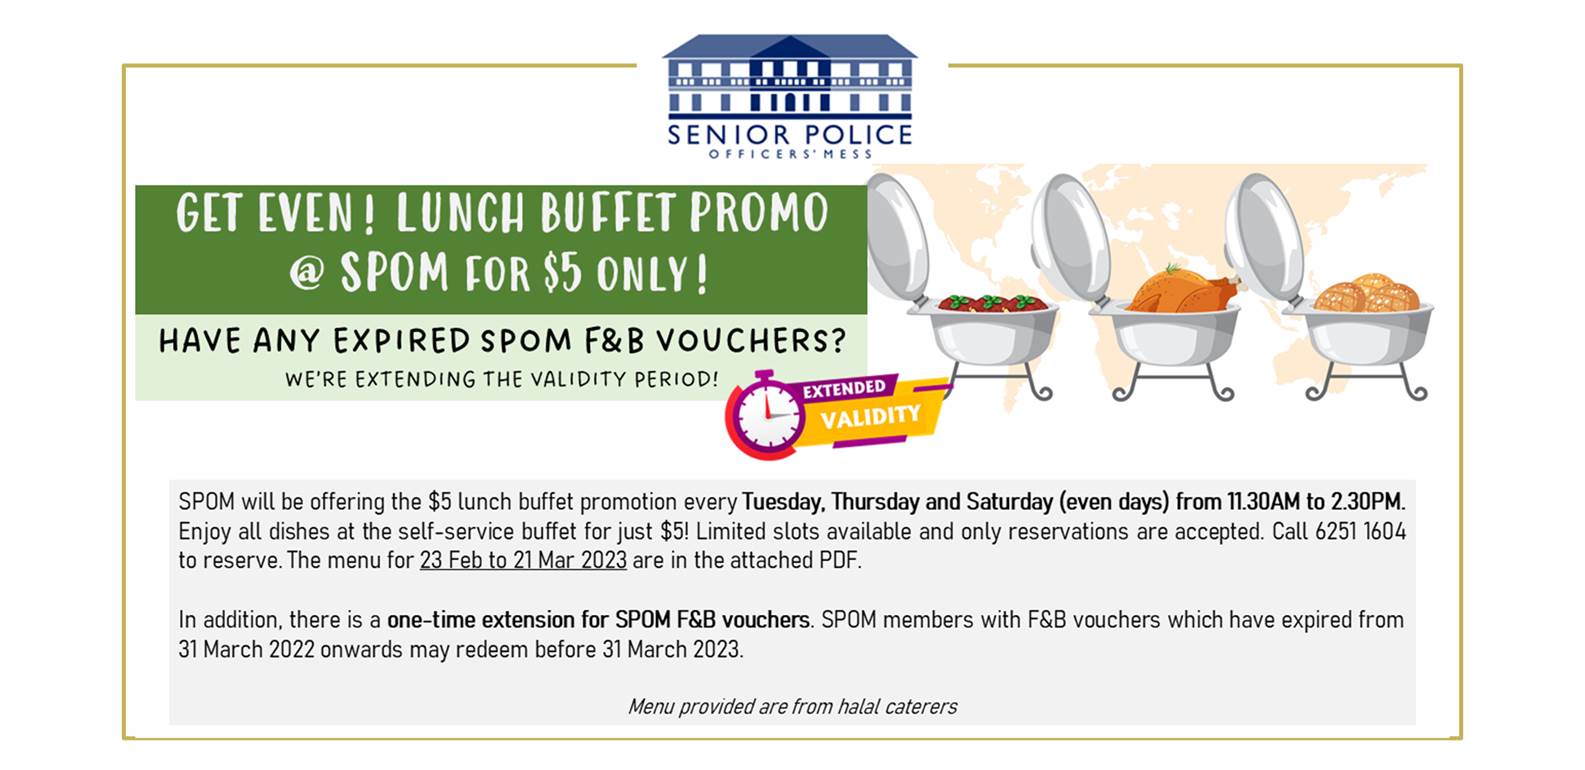 SENIOR POLICE
OFFICERS' MESS
GET EVEN! LUNCH BUFFET PROMO
@ SPOM FOR $5 ONLY!
HAVE ANY EXPIRED SPOM F&B VOUCHERS?
WE'RE EXTENDING THE VALIDITY PERIOD!
EXTENDED
VALIDITY
SPOM will be offering the $5 lunch buffet promotion every Tuesday, Thursday and Saturday (even days) from 11.30AM to 2.30PM.
Enjoy all dishes at the self-service buffet for just $5! Limited slots available and only reservations are accepted. Call 6251 1604
to reserve. The menu for 23 Feb to 21 Mar 2023 are in the attached PDF.
In addition, there is a one-time extension for SPOM F&B vouchers. SPOM members with F&B vouchers which have expired from
31 March 2022 onwards may redeem before 31 March 2023.
Menu provided are from halal caterers